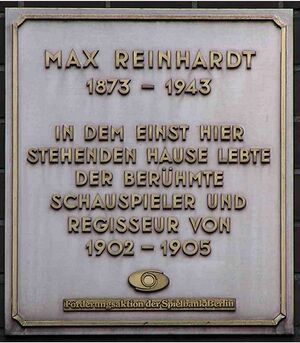 MAX REINHARDT
1873 – 1943
IN DEM EINST HIER
STEHENDEN HAUSE LEBTE
DER BERÜHMTE
SCHAUSPIELER UND
REGISSEUR VON
1902 – 1905
Förderungsaktion der Spielbank Berlin